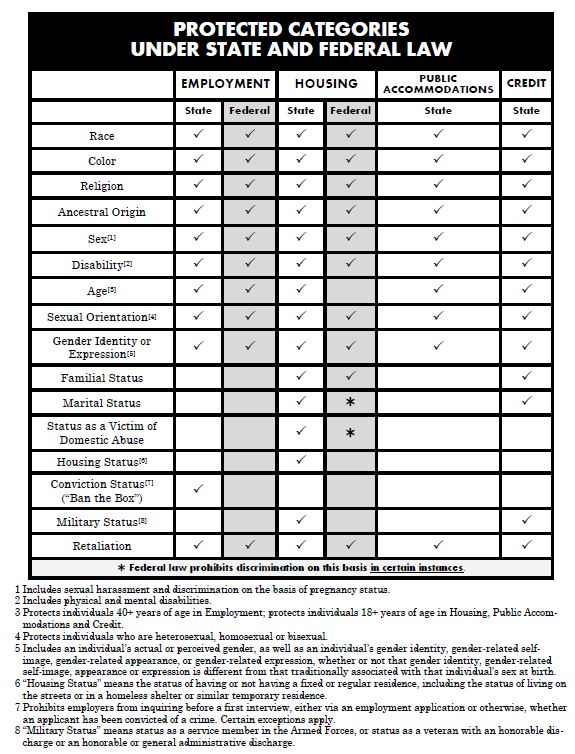 PROTECTED CATEGORIES
UNDER STATE AND FEDERAL LAW
EMPLOYMENT HOUSING PUBLIC ACCOMMODATIONS CREDIT
State Federal State Federal State State
Race ✓ ✓ ✓ ✓ ✓ ✓
Color ✓ ✓ ✓ ✓ ✓ ✓
Religion ✓ ✓ ✓ ✓ ✓ ✓
Ancestral Origin ✓ ✓ ✓ ✓ ✓ ✓
Sex[1] ✓ ✓ ✓ ✓ ✓ ✓
Disability[2] ✓ ✓ ✓ ✓ ✓ ✓
Age[3] ✓ ✓ ✓ ✓ ✓
Sexual Orientation[4] ✓ ✓ ✓ ✓ ✓ ✓
Gender Identity or
Expression[5] ✓ ✓ ✓ ✓ ✓ ✓
Familial Status ✓ ✓ ✓
Marital Status ✓ * ✓
Status as a Victim of
Domestic Abuse ✓ *
Housing Status[6] ✓
Conviction Status[7]
(“Ban the Box”) ✓
Military Status[8] ✓ ✓
Retaliation ✓ ✓ ✓ ✓ ✓ ✓
* Federal law prohibits discrimination on this basis in certain instances.
1 Includes sexual harassment and discrimination on the basis of pregnancy status.
2 Includes physical and mental disabilities.
3 Protects individuals 40+ years of age in Employment; protects individuals 18+ years of age in Housing, Public Accom-
modations and Credit.
4 Protects individuals who are heterosexual, homosexual or bisexual.
5 Includes an individual’s actual or perceived gender, as well as an individual’s gender identity, gender-related self-
image, gender-related appearance, or gender-related expression, whether or not that gender identity, gender-related
self-image, appearance or expression is different from that traditionally associated with that individual’s sex at birth.
6 “Housing Status” means the status of having or not having a fixed or regular residence, including the status of living on
the streets or in a homeless shelter or similar temporary residence.
7 Prohibits employers from inquiring before a first interview, either via an employment application or otherwise, whether
an applicant has been convicted of a crime. Certain exceptions apply.
8 “Military Status” means status as a service member in the Armed Forces, or status as a veteran with an honorable dis-
charge or an honorable or general administrative discharge.